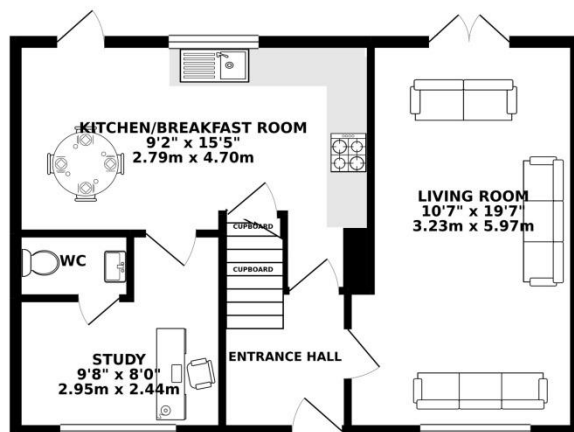 KITCHEN/BREAKFAST ROOM
9'2" x 15'5"
2.79m x 4.70m
LIVING ROOM
10'7" x 19'7"
3.23m x 5.97m
CUPBOARD
WC
CUPBOARD
STUDY
9'8" x 8'0"
2.95m x 2.44m
ENTRANCE HALL